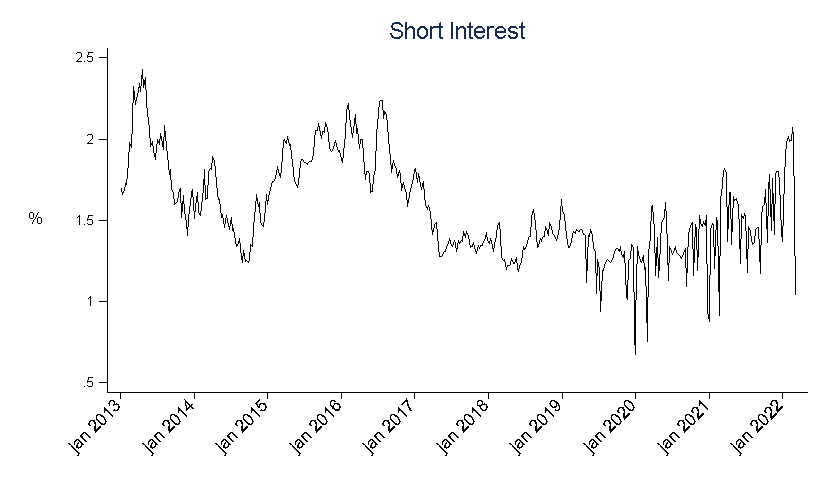 Short Interest
2.5
2
1.5
1
.5
%
jan 2013
jan 2014
jan 2015
jan 2016
jan 2017
jan 2018
jan 2019
jan 2020
jan 2021
jan 2022